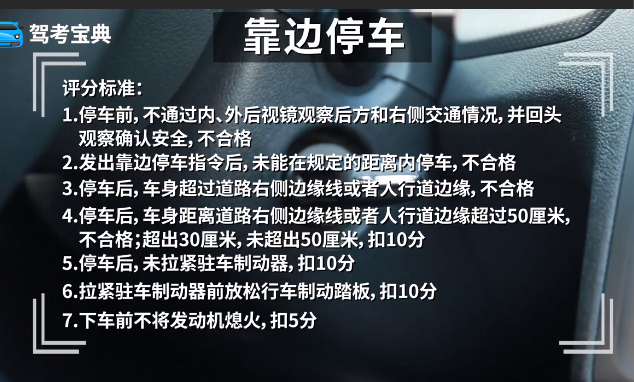 驾考宝典
靠边停车
评分标准：
1.停车前，不通过内、外后视镜观察后方和右侧交通情况，并回头
观察确认安全，不合格
2.发出靠边停车指令后，未能在规定的距离内停车，不合格
3.停车后，车身超过道路右侧边缘线或者人行道边缘，不合格
4.停车后，车身距离道路右侧边缘线或者人行道边缘超过50厘米，
不合格；超出30厘米，未超出50厘米，扣10分
5.停车后，未拉紧驻车制动器，扣10分
6.拉紧驻车制动器前放松行车制动踏板，扣10分
7.下车前不将发动机熄火，扣5分